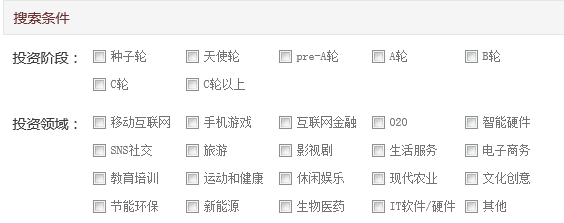 搜索条件
投资阶段： 种子轮 天使轮 pre-A轮 A轮 B轮
C轮 C轮以上
投资领域： 移动互联网 手机游戏 互联网金融 O2O 智能硬件
SNS社交 旅游 影视剧 生活服务 电子商务
教育培训 运动和健康 休闲娱乐 现代农业 文化创意
节能环保 新能源 生物医药 IT软件/硬件 其他